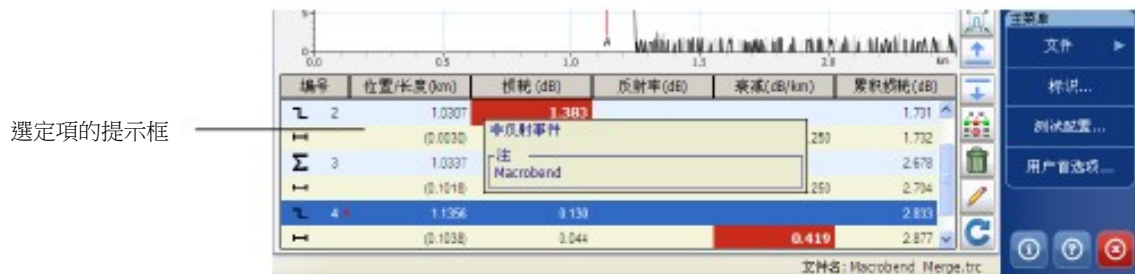 選定項的提示框
5
0
0.0 0.5 1.0 1.5 2.0 km
编号 位置/长度(km) 损耗 (dB) 反射率(dB) 衰减(dB/km) 累积损耗(dB)
2 1.0307 1.383 1.731
(0.0030) .250 1.732
Σ 3 1.0337 2.678
(0.1018) .250 2.704
4 1.1356 0.130 2.833
(0.1038) 0.044 0.419 2.877
非反射事件
注
Macrobend
文件名: Macrobend_Merge.trc
主菜单
文件
标识...
测试配置...
用户首选项...